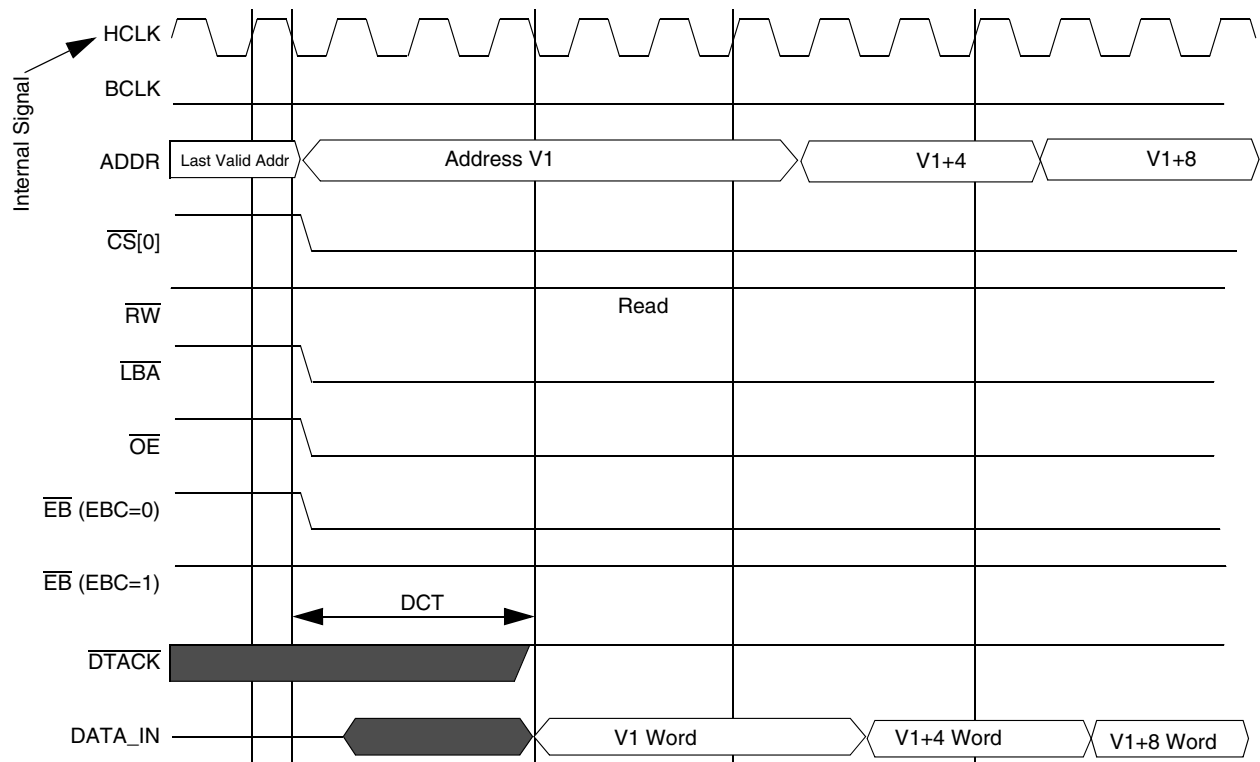 HCLK
Internal Signal
BCLK
ADDR Last Valid Addr Address V1 V1+4 V1+8
CS[0]
RW Read
LBA
OE
EB (EBC=0)
EB (EBC=1)
DCT
DTACK
DATA_IN V1 Word V1+4 Word V1+8 Word